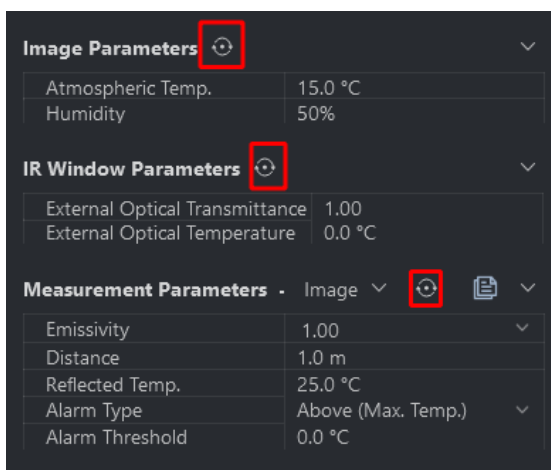 Image Parameters
Atmospheric Temp. 15.0 °C
Humidity 50%
IR Window Parameters
External Optical Transmittance 1.00
External Optical Temperature 0.0 °C
Measurement Parameters - Image
Emissivity 1.00
Distance 1.0 m
Reflected Temp. 25.0 °C
Alarm Type Above (Max. Temp.)
Alarm Threshold 0.0 °C